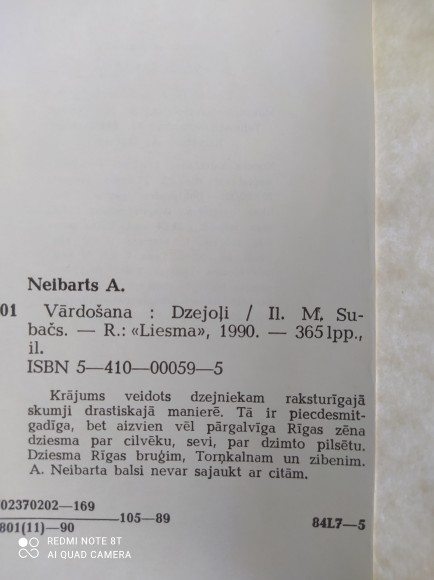 Neibarts A.
01 Vārdošana : Dzejoļi / Il. M. Su-
bačs. — R.: «Liesma», 1990. — 365 lpp.,
il.
ISBN 5—410—00059—5
Krājums veidots dzejniekam raksturīgajā
skumji drastiskajā manierē. Tā ir piecdesmit-
gadīga, bet aizvien vēl pārgalvīga Rīgas zēna
dziesma par cilvēku, sevi, par dzimto pilsētu.
Dziesma Rīgas bruģim, Torņkalnam un zibenim.
A. Neibarta balsi nevar sajaukt ar citām.
02370202—169
801(11)—90
105—89
84L7—5
REDMI NOTE 8T
AI QUAD CAMERA